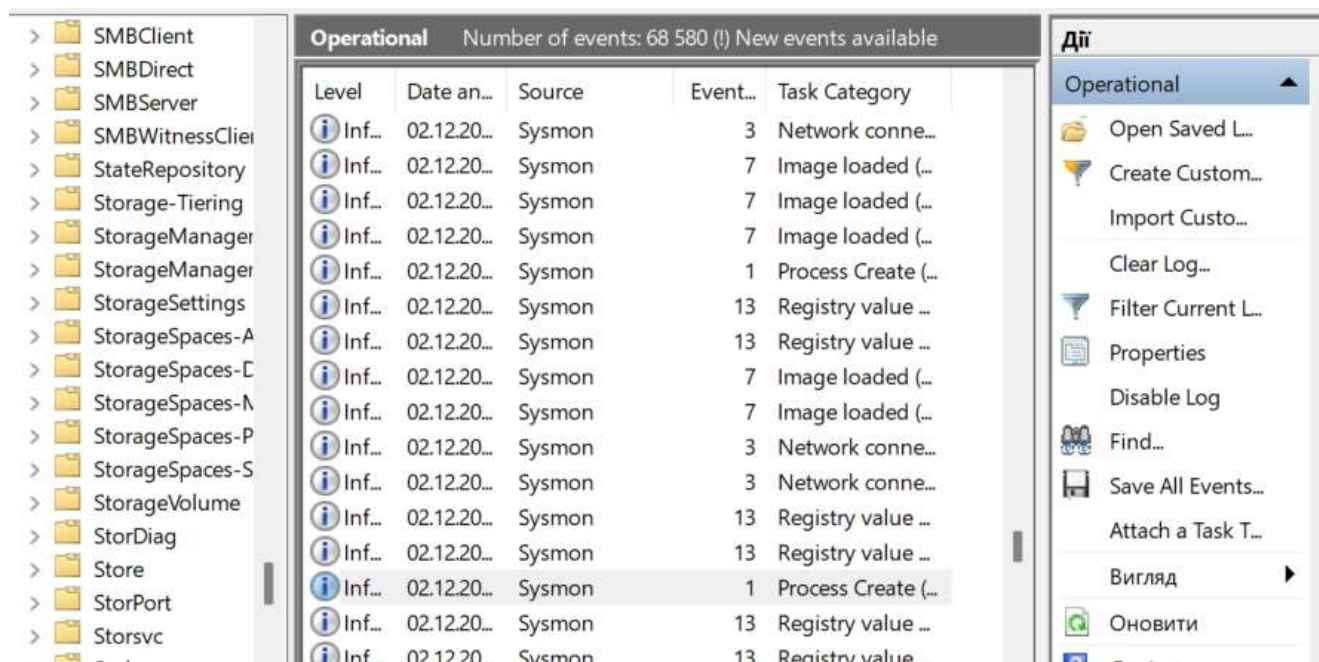 SMBClient
SMBDirect
SMBServer
SMBWitnessClier
StateRepository
Storage-Tiering
StorageManager
StorageManager
StorageSettings
StorageSpaces-A
StorageSpaces-D
StorageSpaces-M
StorageSpaces-P
StorageSpaces-S
StorageVolume
StorDiag
Store
StorPort
Storsvc
Operational Number of events: 68 580 (!) New events available
Level Date an... Source Event... Task Category
Inf... 02.12.20... Sysmon 3 Network conne...
Inf... 02.12.20... Sysmon 7 Image loaded (...
Inf... 02.12.20... Sysmon 7 Image loaded (...
Inf... 02.12.20... Sysmon 7 Image loaded (...
Inf... 02.12.20... Sysmon 1 Process Create (...
Inf... 02.12.20... Sysmon 13 Registry value ...
Inf... 02.12.20... Sysmon 13 Registry value ...
Inf... 02.12.20... Sysmon 7 Image loaded (...
Inf... 02.12.20... Sysmon 7 Image loaded (...
Inf... 02.12.20... Sysmon 3 Network conne...
Inf... 02.12.20... Sysmon 3 Network conne...
Inf... 02.12.20... Sysmon 13 Registry value ...
Inf... 02.12.20... Sysmon 13 Registry value ...
Inf... 02.12.20... Sysmon 1 Process Create (...
Inf... 02.12.20... Sysmon 13 Registry value ...
Inf... 02.12.20... Sysmon 13 Registry value ...
Дії
Operational
Open Saved L...
Create Custom...
Import Custo...
Clear Log...
Filter Current L...
Properties
Disable Log
Find...
Save All Events...
Attach a Task T...
Вигляд
Оновити